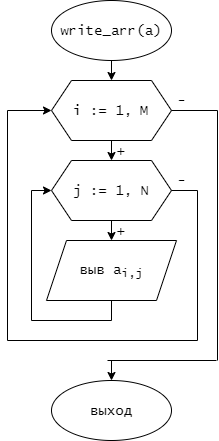 write_arr(a)
i := 1, M
-
+
j := 1, N
-
+
выв aᵢ,ⱼ
выход